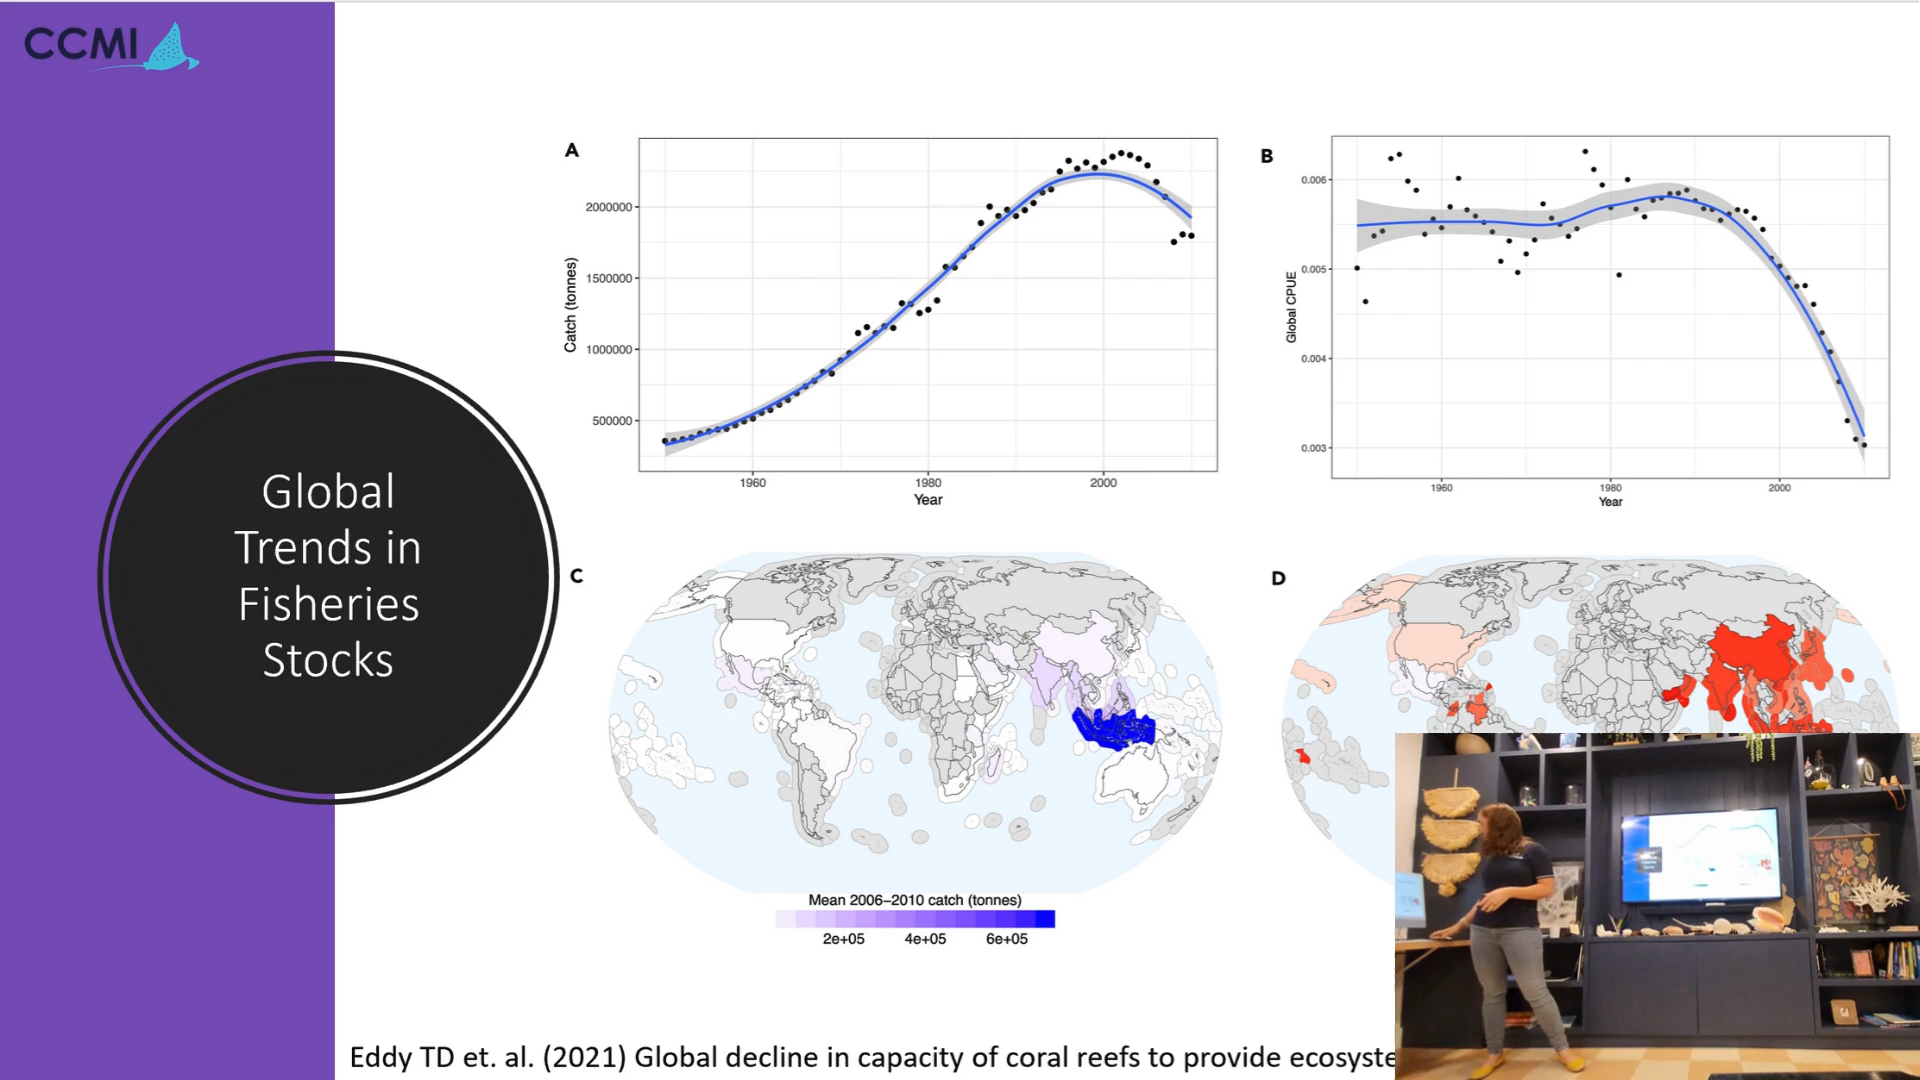 CCMI
Global
Trends in
Fisheries
Stocks
A
2000000
1500000
1000000
500000
Catch (tonnes)
1960
1980
2000
Year
B
0.006
0.005
0.004
0.003
Global CPUE
1960
1980
2000
Year
C
Mean 2006–2010 catch (tonnes)
2e+05
4e+05
6e+05
D
Eddy TD et. al. (2021) Global decline in capacity of coral reefs to provide ecosyste